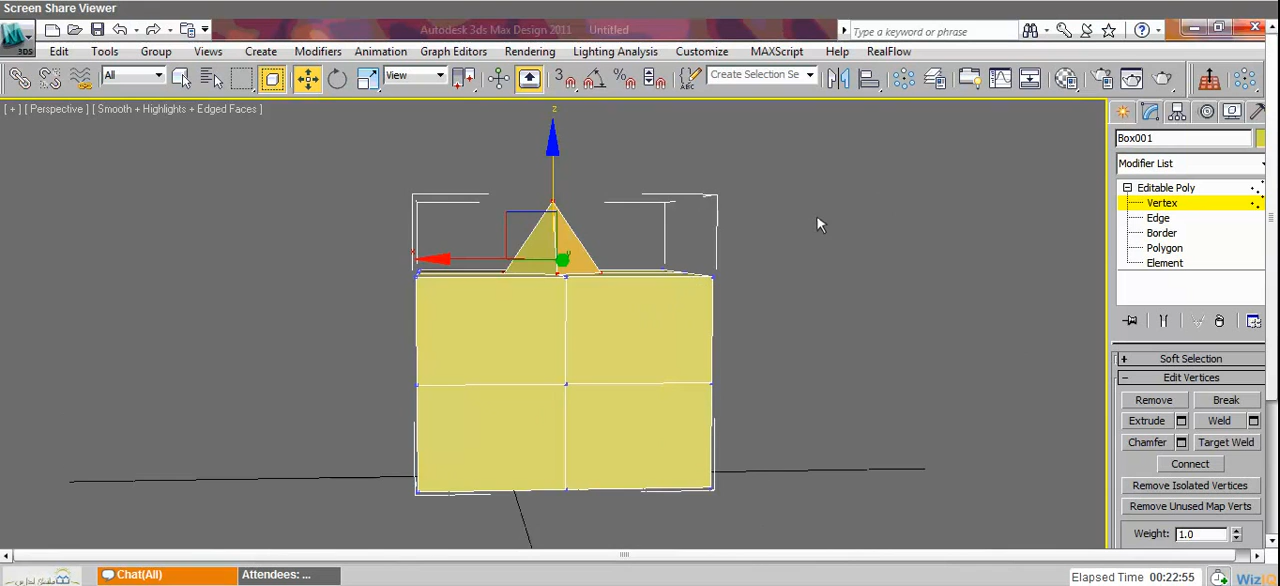 Screen Share Viewer
Autodesk 3ds Max Design 2011 Untitled
Type a keyword or phrase
3DS
Edit Tools Group Views Create Modifiers Animation Graph Editors Rendering Lighting Analysis Customize MAXScript Help RealFlow
All
View
3
ABC
Create Selection Se
[ + ] [ Perspective ] [ Smooth + Highlights + Edged Faces ]
z
Box001
Modifier List
Editable Poly
Vertex
Edge
Border
Polygon
Element
Soft Selection
Edit Vertices
Remove Break
Extrude Weld
Chamfer Target Weld
Connect
Remove Isolated Vertices
Remove Unused Map Verts
Weight: 1.0
Chat(All)
Attendees: ...
Elapsed Time 00:22:55
WizIQ